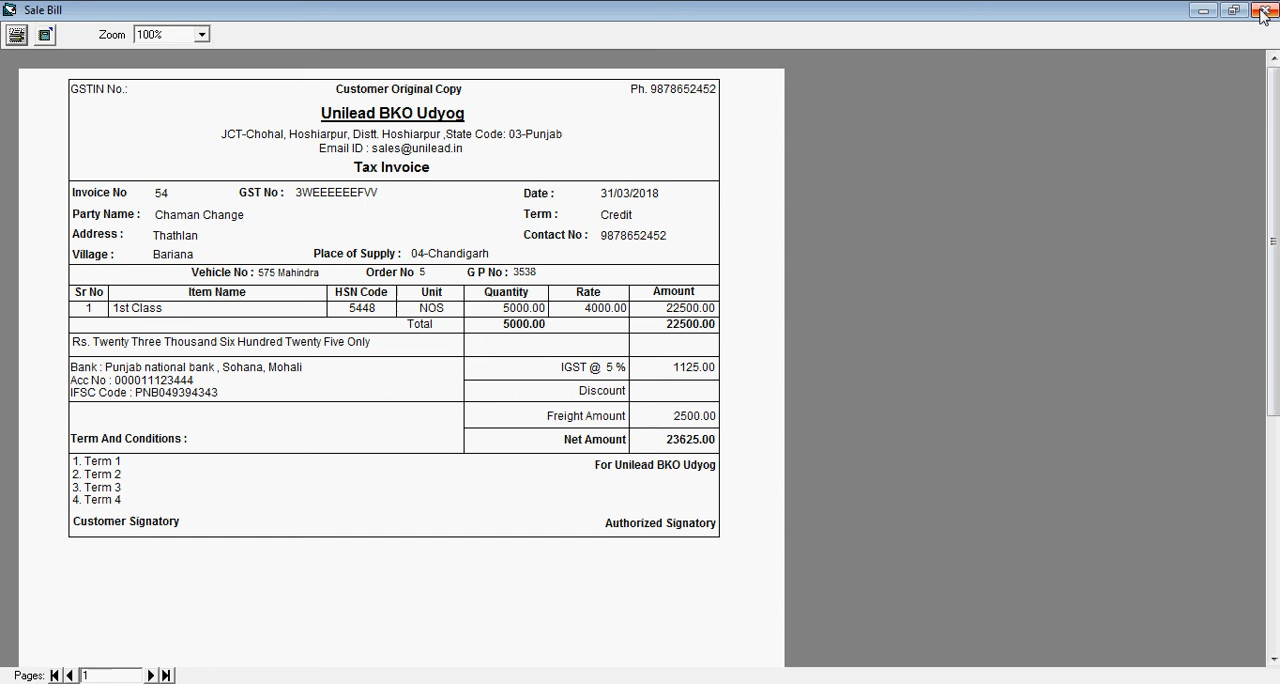 Sale Bill
Zoom 100%
GSTIN No.: Customer Original Copy Ph. 9878652452
Unilead BKO Udyog
JCT-Chohal, Hoshiarpur, Distt. Hoshiarpur ,State Code: 03-Punjab
Email ID : sales@unilead.in
Tax Invoice
Invoice No 54 GST No : 3WEEEEEEFVV Date : 31/03/2018
Party Name : Chaman Change Term : Credit
Address : Thathlan Contact No : 9878652452
Village : Bariana Place of Supply : 04-Chandigarh
Vehicle No : 575 Mahindra Order No 5 G P No : 3538
Sr No Item Name HSN Code Unit Quantity Rate Amount
1 1st Class 5448 NOS 5000.00 4000.00 22500.00
Total 5000.00 22500.00
Rs. Twenty Three Thousand Six Hundred Twenty Five Only
Bank : Punjab national bank , Sohana, Mohali IGST @ 5 % 1125.00
Acc No : 000011123444
IFSC Code : PNB049394343 Discount
Freight Amount 2500.00
Term And Conditions : Net Amount 23625.00
1. Term 1 For Unilead BKO Udyog
2. Term 2
3. Term 3
4. Term 4
Customer Signatory Authorized Signatory
Pages: 1